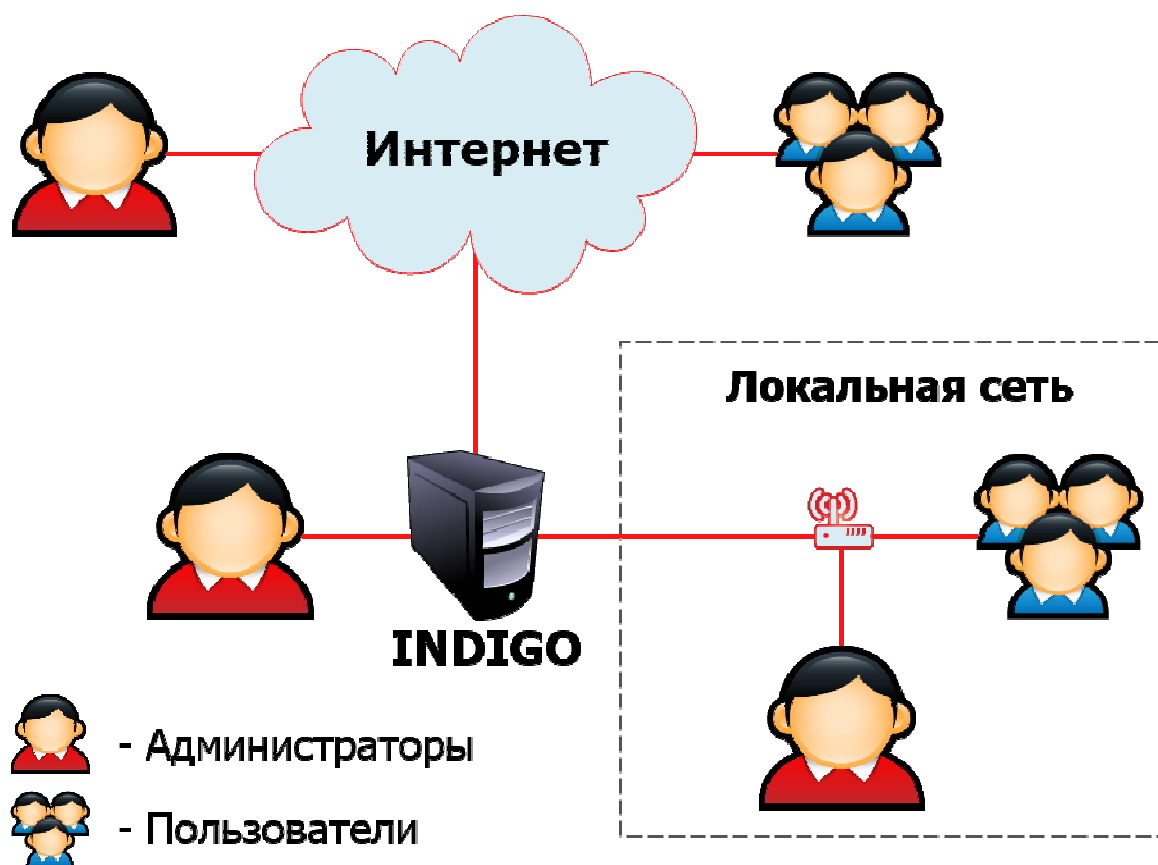 Интернет
Локальная сеть
INDIGO
- Администраторы
- Пользователи